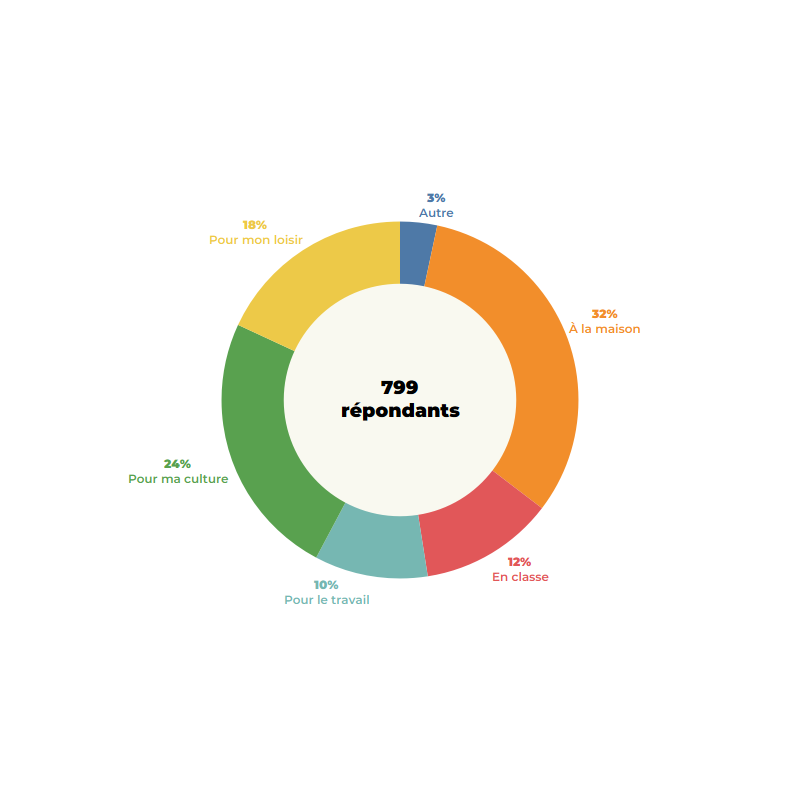 3%
Autre
18%
Pour mon loisir
32%
À la maison
799
répondants
24%
Pour ma culture
12%
En classe
10%
Pour le travail